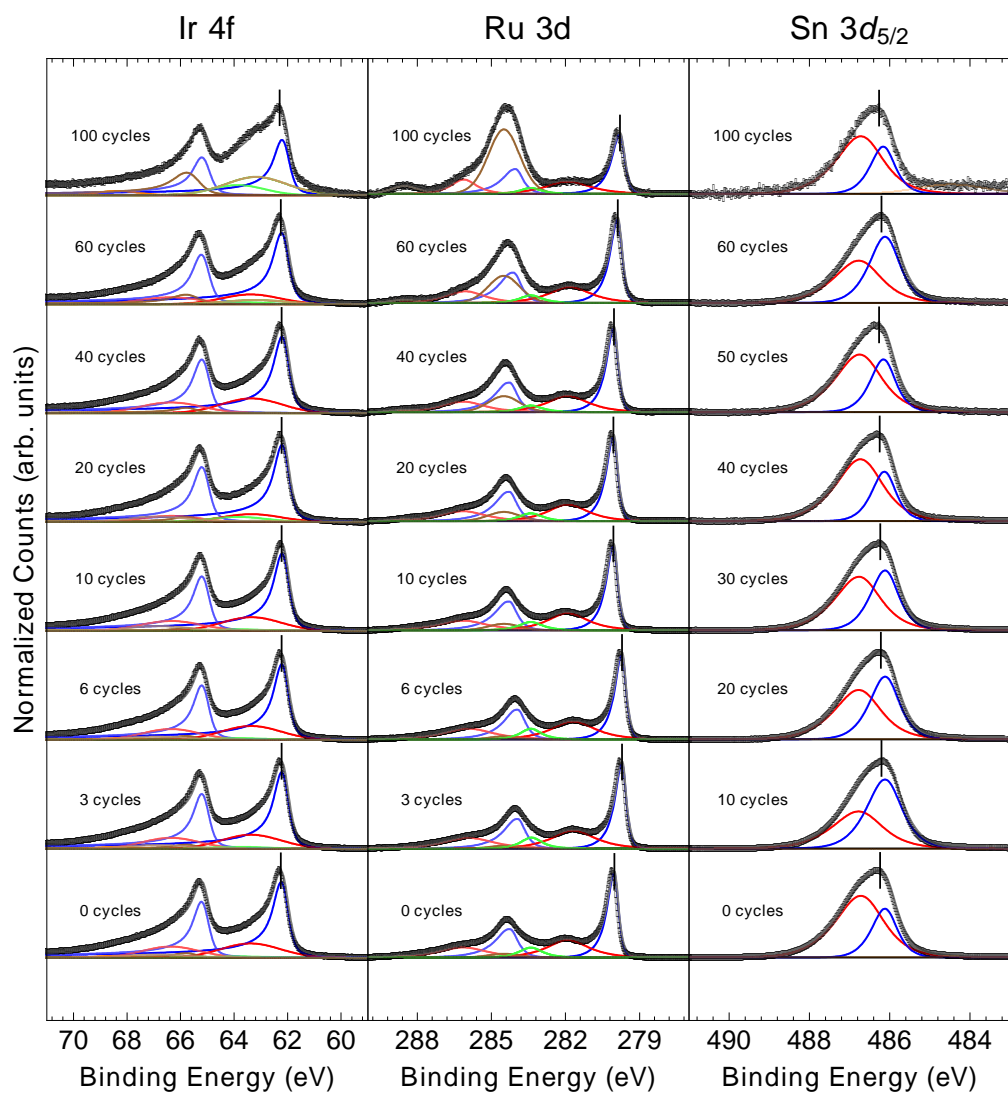 Ir 4f
Ru 3d
Sn 3d5/2
Normalized Counts (arb. units)
100 cycles
60 cycles
40 cycles
20 cycles
10 cycles
6 cycles
3 cycles
0 cycles
70 68 66 64 62 60
Binding Energy (eV)
100 cycles
60 cycles
40 cycles
20 cycles
10 cycles
6 cycles
3 cycles
0 cycles
288 285 282 279
Binding Energy (eV)
100 cycles
60 cycles
50 cycles
40 cycles
30 cycles
20 cycles
10 cycles
0 cycles
490 488 486 484
Binding Energy (eV)